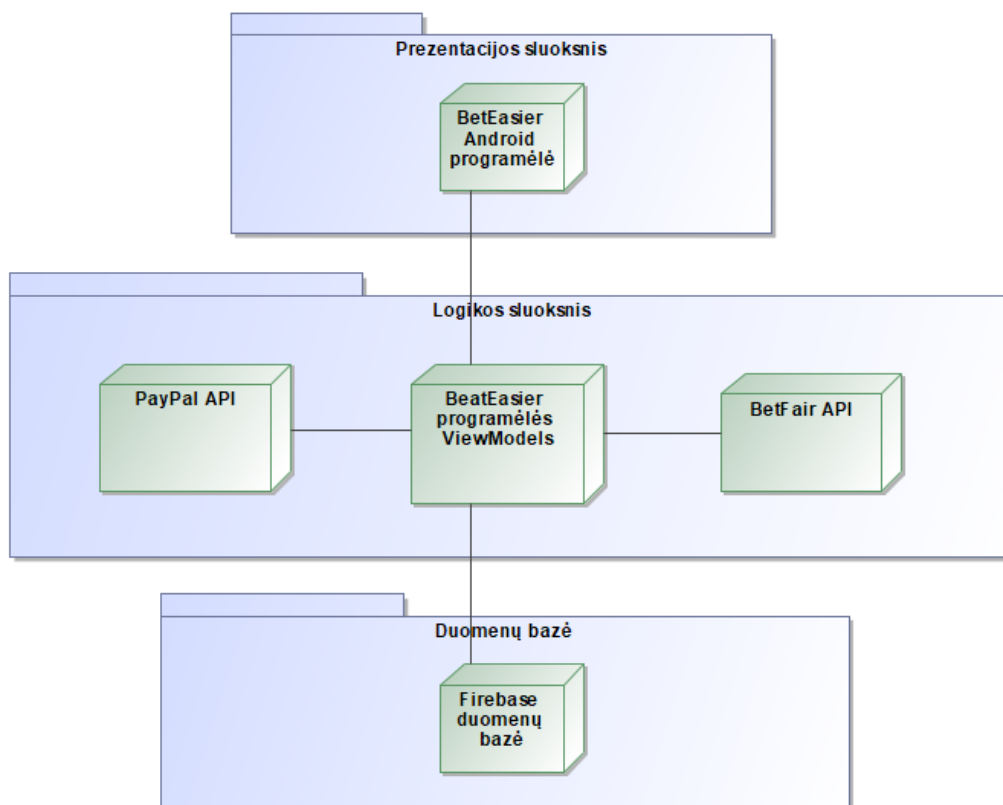 Prezentacijos sluoksnis
BetEasier
Android
programėlė
Logikos sluoksnis
PayPal API
BeatEasier
programėlės
ViewModels
BetFair API
Duomenų bazė
Firebase
duomenų
bazė